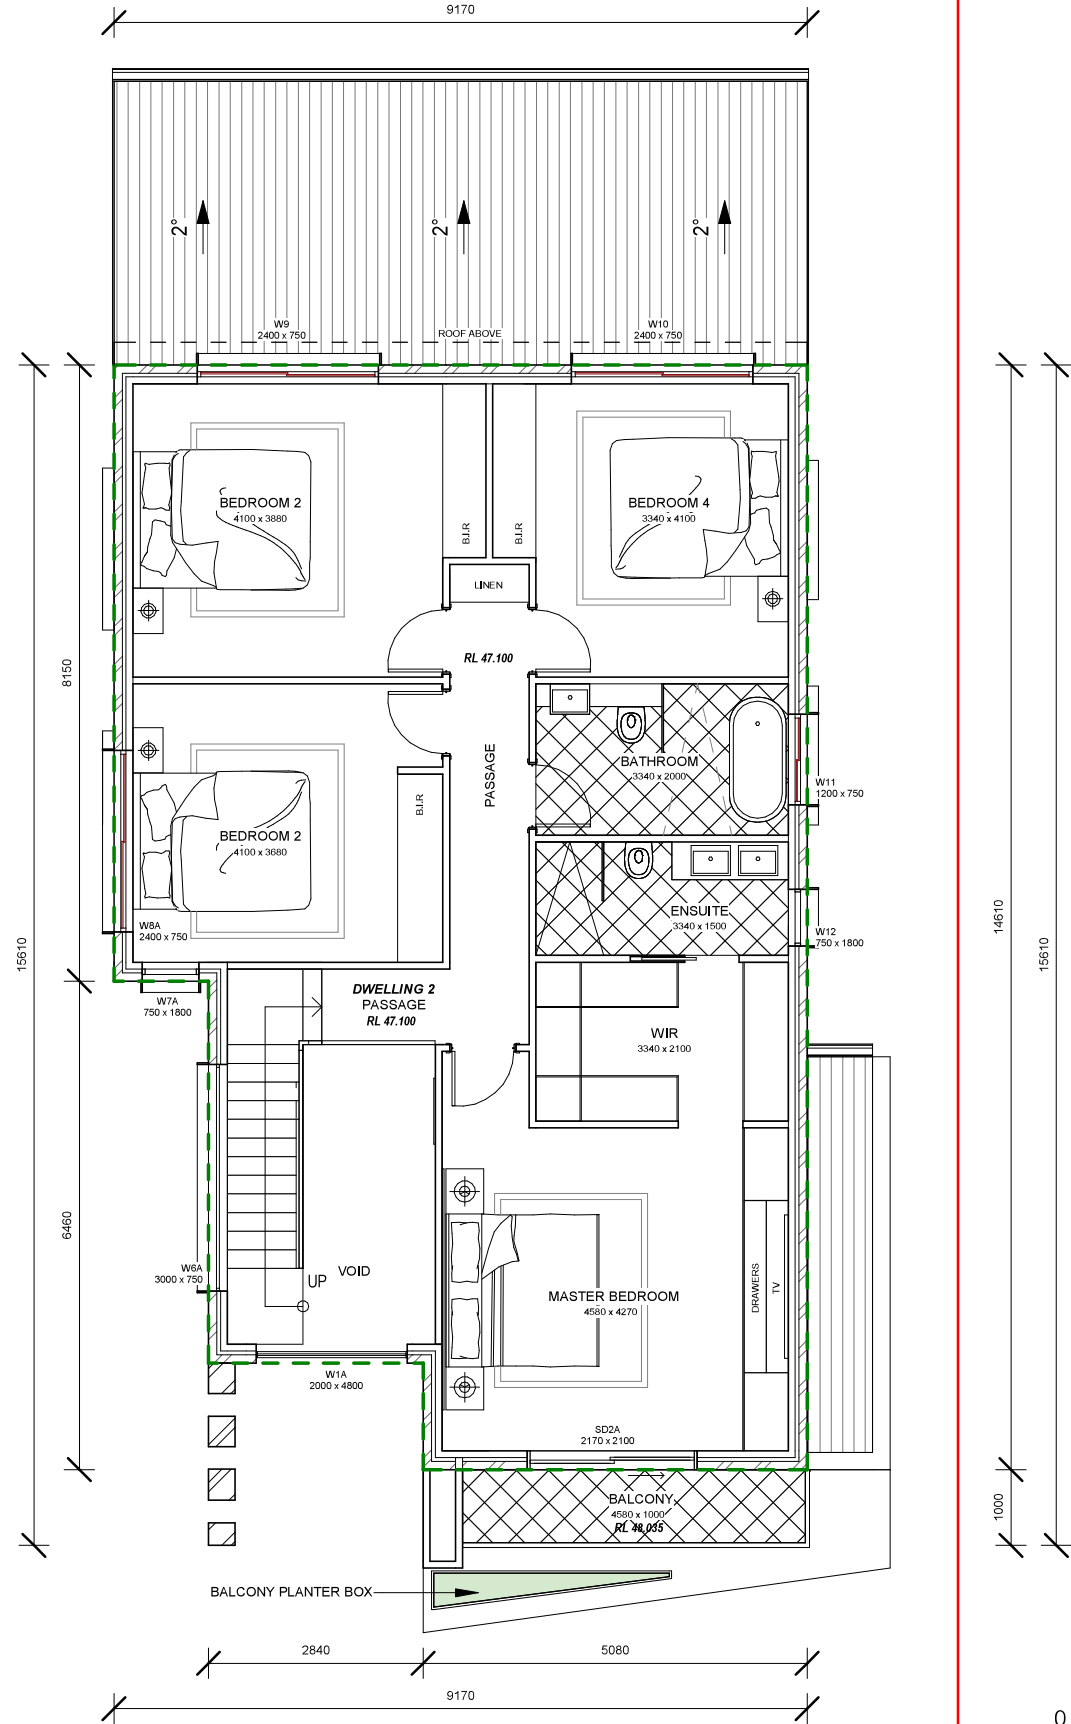 9170
2°
2°
2°
W9
2400 x 750
ROOF ABOVE
W10
2400 x 750
BEDROOM 2
4100 x 3880
B.I.R
B.I.R
BEDROOM 4
3340 x 4100
LINEN
RL 47.100
8150
PASSAGE
BATHROOM
3340 x 2000
W11
1200 x 750
B.I.R
BEDROOM 2
4100 x 3680
W8A
2400 x 750
ENSUITE
3340 x 1500
W12
750 x 1800
15610
14610
15610
W7A
750 x 1800
DWELLING 2
PASSAGE
RL 47.100
WIR
3340 x 2100
6460
W6A
3000 x 750
UP
VOID
MASTER BEDROOM
4580 x 4270
DRAWERS
TV
W1A
2000 x 4800
SD2A
2170 x 2100
BALCONY
4580 x 1000
RL 48.035
1000
BALCONY PLANTER BOX
2840
5080
9170
0